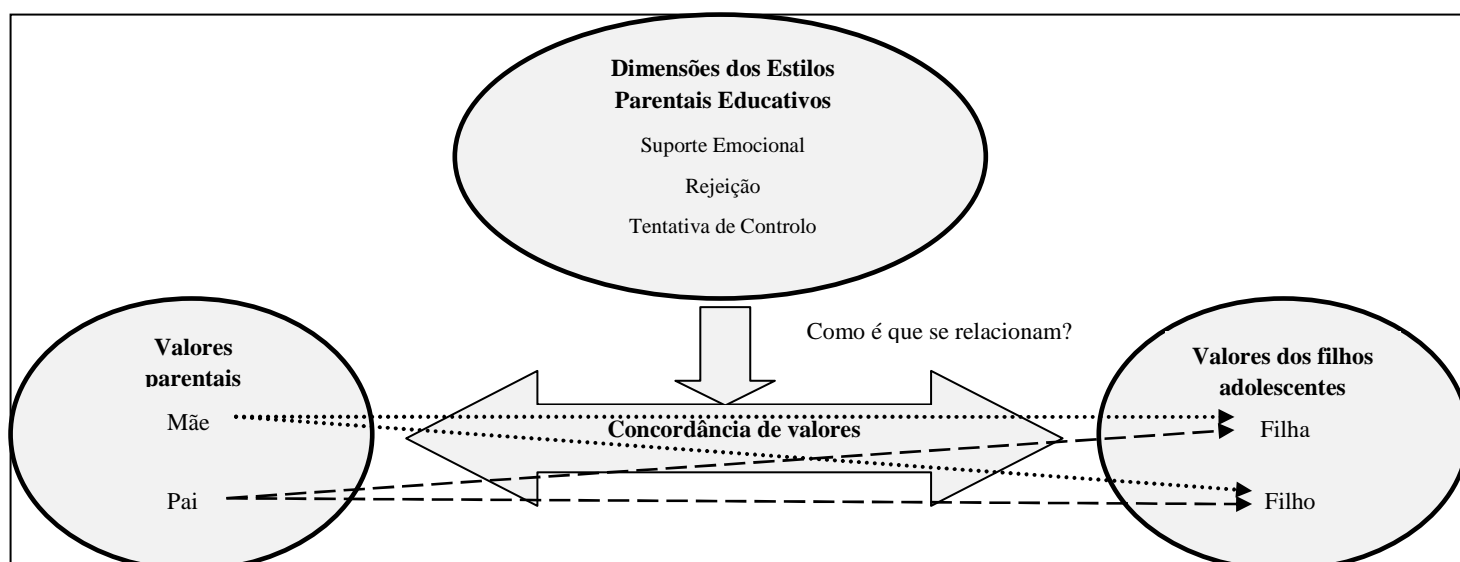 Dimensões dos Estilos
Parentais Educativos
Suporte Emocional
Rejeição
Tentativa de Controlo
Como é que se relacionam?
Valores
parentais
Mãe
Pai
Concordância de valores
Valores dos filhos
adolescentes
Filha
Filho